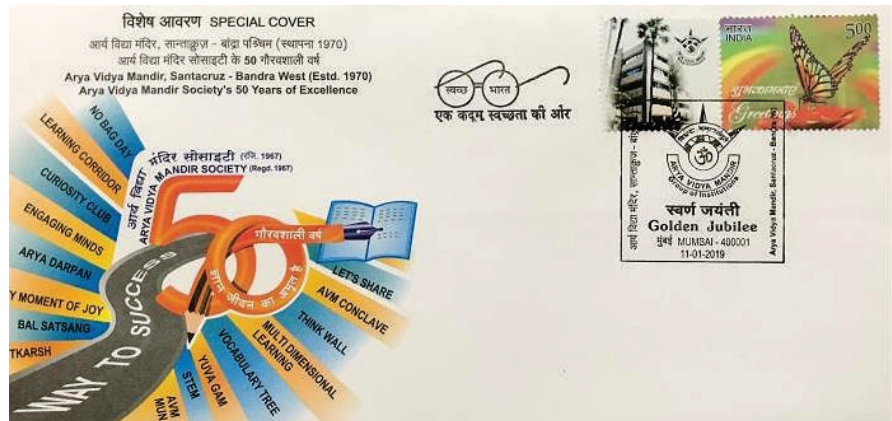 विशेष आवरण SPECIAL COVER
आर्य विद्या मंदिर, सान्ताक्रुज़ - बांद्रा पश्चिम (स्थापना 1970)
आर्य विद्या मंदिर सोसाइटी के 50 गौरवशाली वर्ष
Arya Vidya Mandir, Santacruz - Bandra West (Estd. 1970)
Arya Vidya Mandir Society's 50 Years of Excellence
स्वच्छ भारत
एक कदम स्वच्छता की ओर
भारत
INDIA
500
शुभकामनाएं
Greetings
आर्य विद्या मंदिर, सान्ताक्रुज़ - बांद्रा
ARYA VIDYA MANDIR
Group of Institutions
स्वर्ण जयंती
Golden Jubilee
मुंबई MUMBAI - 400001
11-01-2019
Arya Vidya Mandir, Santacruz - Bandra
आर्य विद्या मंदिर सोसाइटी (रजि. 1967)
ARYA VIDYA MANDIR SOCIETY (Regd. 1967)
50
गौरवशाली वर्ष
ज्ञान जीवन का अमृत है
WAY TO SUCCESS
NO BAG DAY
LEARNING CORRIDOR
CURIOSITY CLUB
ENGAGING MINDS
ARYA DARPAN
Y MOMENT OF JOY
BAL SATSANG
TKARSH
AVM
MUN
STEM
YUVA GAM
VOCABULARY TREE
MULTI DIMENSIONAL
LEARNING
THINK WALL
AVM CONCLAVE
LET'S SHARE